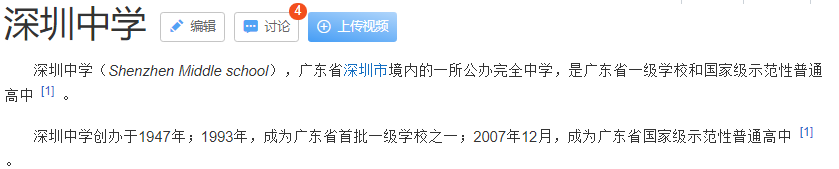 深圳中学 编辑 讨论 4 上传视频
深圳中学（Shenzhen Middle school），广东省深圳市境内的一所公办完全中学，是广东省一级学校和国家级示范性普通
高中 [1] 。
深圳中学创办于1947年；1993年，成为广东省首批一级学校之一；2007年12月，成为广东省国家级示范性普通高中 [1]
。